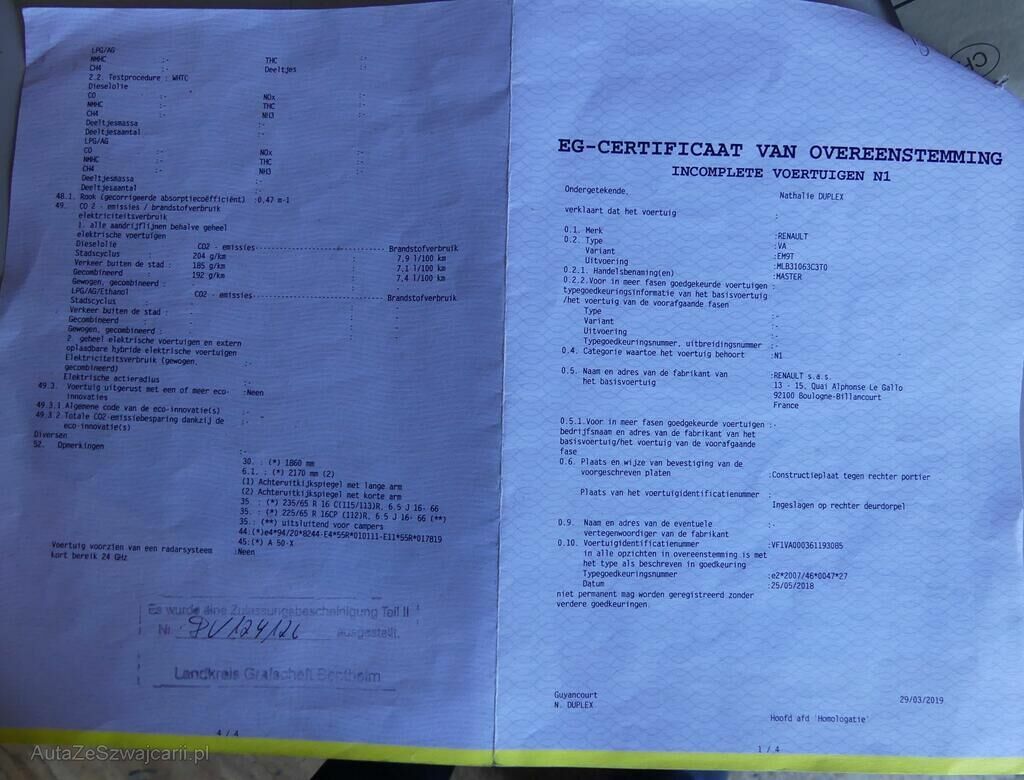 LPG/AG
NMHC :- THC :-
CH4 :- Deeltjes :-
2.2. Testprocedure : WHTC
Dieselolie
CO :- NOx :-
NMHC :- THC :-
CH4 :- NH3 :-
Deeltjesmassa :-
Deeltjesaantal :-
LPG/AG
CO :- NOx :-
NMHC :- THC :-
CH4 :- NH3 :-
Deeltjesmassa :-
Deeltjesaantal :-
48.1. Rook (gecorrigeerde absorptiecoëfficiënt) :0,47 m-1
49. CO 2 - emissies / brandstofverbruik
elektriciteitsverbruik
1. alle aandrijflijnen behalve geheel
elektrische voertuigen
Dieselolie CO2 - emissies Brandstofverbruik
Stadscyclus : 204 g/km : 7,9 l/100 km
Verkeer buiten de stad : 185 g/km : 7,1 l/100 km
Gecombineerd : 192 g/km : 7,4 l/100 km
Gewogen, gecombineerd :
LPG/AG/Ethanol CO2 - emissies Brandstofverbruik
Stadscyclus :
Verkeer buiten de stad :
Gecombineerd :
Gewogen, gecombineerd :
2. geheel elektrische voertuigen en extern
oplaadbare hybride elektrische voertuigen
Elektriciteitsverbruik (gewogen, :-
gecombineerd)
Elektrische actieradius :-
49.3. Voertuig uitgerust met een of meer eco- :Neen
innovaties
49.3.1 Algemene code van de eco-innovatie(s) :-
49.3.2 Totale CO2-emissiebesparing dankzij de :-
eco-innovatie(s)
Diversen
52. Opmerkingen :-
30. : (*) 1860 mm
6.1. : (*) 2170 mm (2)
(1) Achteruitkijkspiegel met lange arm
(2) Achteruitkijkspiegel met korte arm
35. : (*) 235/65 R 16 C(115/113)R, 6.5 J 16- 66
35. : (*) 225/65 R 16CP (112)R, 6.5 J 16- 66 (**)
35.: (**) uitsluitend voor campers
44:(*)e4*94/20*8244-E4*55R*010111-E11*55R*017819
45:(*) A 50-X
Voertuig voorzien van een radarsysteem :Neen
kort bereik 24 GHz
Es wurde eine Zulassungsbescheinigung Teil II
Nr. ausgestellt.
Landkreis Grafschaft Bentheim
4 / 4
EG-CERTIFICAAT VAN OVEREENSTEMMING
INCOMPLETE VOERTUIGEN N1
Ondergetekende, Nathalie DUPLEX
verklaart dat het voertuig :
0.1. Merk :RENAULT
0.2. Type :VA
Variant :EM9T
Uitvoering :MLB31063C3T0
0.2.1. Handelsbenaming(en) :MASTER
0.2.2.Voor in meer fasen goedgekeurde voertuigen :
typegoedkeuringsinformatie van het basisvoertuig
/het voertuig van de voorafgaande fasen
Type :-
Variant :-
Uitvoering :-
Typegoedkeuringsnummer, uitbreidingsnummer :-
0.4. Categorie waartoe het voertuig behoort :N1
0.5. Naam en adres van de fabrikant van :RENAULT s.a.s.
het basisvoertuig 13 - 15, Quai Alphonse Le Gallo
92100 Boulogne-Billancourt
France
0.5.1.Voor in meer fasen goedgekeurde voertuigen :-
bedrijfsnaam en adres van de fabrikant van het
basisvoertuig/het voertuig van de voorafgaande
fase
0.6. Plaats en wijze van bevestiging van de
voorgeschreven platen :Constructieplaat tegen rechter portier
Plaats van het voertuigidentificatienummer :
Ingeslagen op rechter deurdorpel
0.9. Naam en adres van de eventuele :-
vertegenwoordiger van de fabrikant
0.10. Voertuigidentificatienummer :VF1VA000361193085
in alle opzichten in overeenstemming is met
het type als beschreven in goedkeuring
Typegoedkeuringsnummer :e2*2007/46*0047*27
Datum :25/05/2018
niet permanent mag worden geregistreerd zonder
verdere goedkeuringen.
Guyancourt 29/03/2019
N. DUPLEX
Hoofd afd 'Homologatie'
1 / 4
AutaZeSzwajcarii.pl